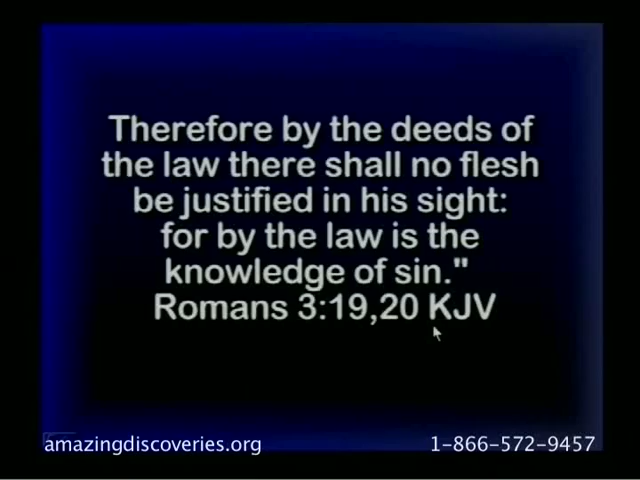 Therefore by the deeds of
the law there shall no flesh
be justified in his sight:
for by the law is the
knowledge of sin."
Romans 3:19,20 KJV
amazingdiscoveries.org
1-866-572-9457